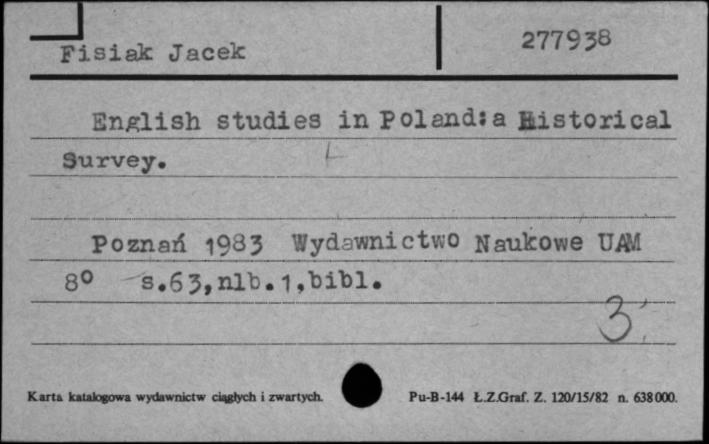 Fisiak Jacek 277938
English studies in Poland:a Historical
Survey.
Poznań 1983 Wydawnictwo Naukowe UAM
8º s.63,nlb.1,bibl.
3
Karta katalogowa wydawnictw ciągłych i zwartych. Pu-B-144 Ł.Z.Graf. Z. 120/15/82 n. 638000.